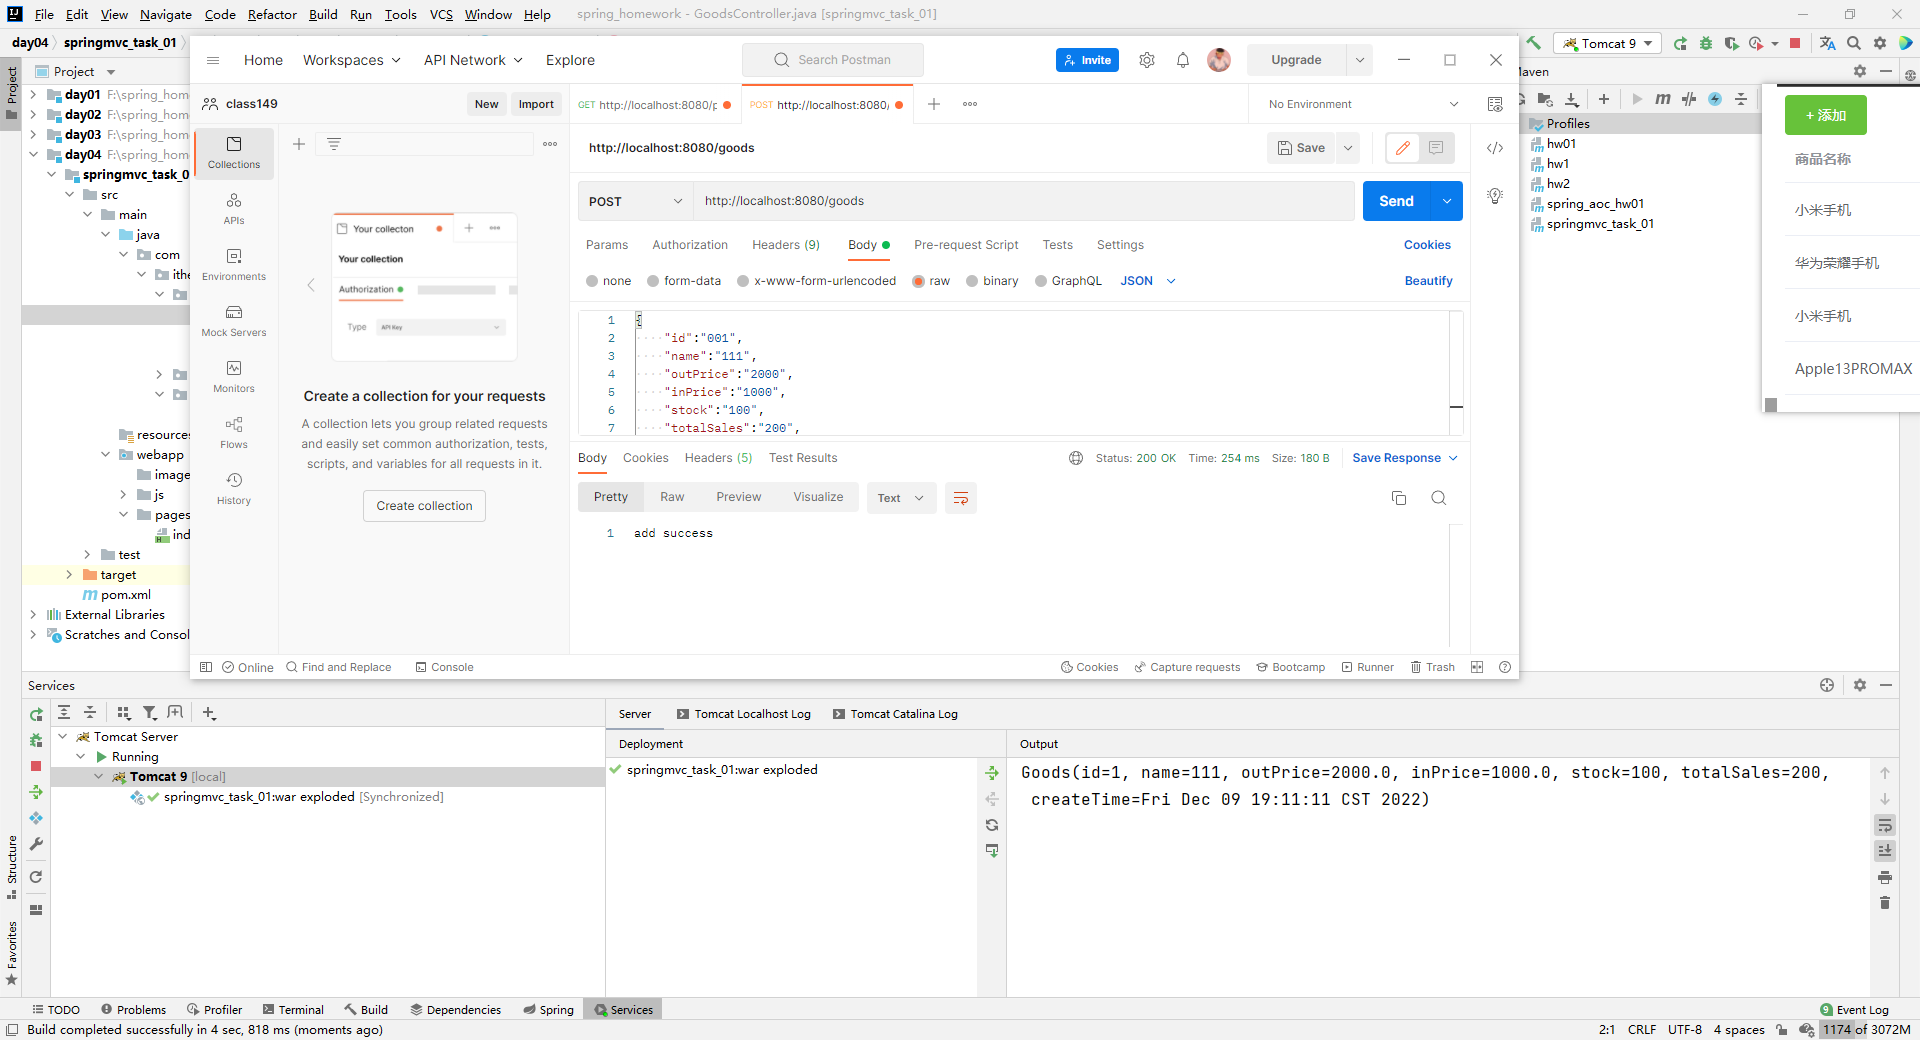 File Edit View Navigate Code Refactor Build Run Tools VCS Window Help spring_homework - GoodsController.java [springmvc_task_01]
day04 springmvc_task_01
Tomcat 9
Project
Project
day01 F:\spring_hom
day02 F:\spring_hom
day03 F:\spring_hom
day04 F:\spring_hom
springmvc_task_0
src
main
java
com
ithe
resources
webapp
image
js
pages
ind
test
target
pom.xml
External Libraries
Scratches and Consol
Home Workspaces API Network Explore
Search Postman
Invite
Upgrade
class149
New Import
GET http://localhost:8080/p
POST http://localhost:8080/
No Environment
Collections
APIs
Environments
Mock Servers
Monitors
Flows
History
Your collecton
Your collection
Authorization
Type API Key
Create a collection for your requests
A collection lets you group related requests
and easily set common authorization, tests,
scripts, and variables for all requests in it.
Create collection
http://localhost:8080/goods
Save
POST http://localhost:8080/goods Send
Params Authorization Headers (9) Body Pre-request Script Tests Settings Cookies
none form-data x-www-form-urlencoded raw binary GraphQL JSON Beautify
1 {
2 "id":"001",
3 "name":"111",
4 "outPrice":"2000",
5 "inPrice":"1000",
6 "stock":"100",
7 "totalSales":"200",
Body Cookies Headers (5) Test Results Status: 200 OK Time: 254 ms Size: 180 B Save Response
Pretty Raw Preview Visualize Text
1 add success
Online Find and Replace Console Cookies Capture requests Bootcamp Runner Trash
Maven
Profiles
hw01
hw1
hw2
spring_aoc_hw01
springmvc_task_01
+ 添加
商品名称
小米手机
华为荣耀手机
小米手机
Apple13PROMAX
Services
Tomcat Server
Running
Tomcat 9 [local]
springmvc_task_01:war exploded [Synchronized]
Server Tomcat Localhost Log Tomcat Catalina Log
Deployment
springmvc_task_01:war exploded
Output
Goods(id=1, name=111, outPrice=2000.0, inPrice=1000.0, stock=100, totalSales=200,
createTime=Fri Dec 09 19:11:11 CST 2022)
Structure
Favorites
TODO Problems Profiler Terminal Build Dependencies Spring Services 9 Event Log
Build completed successfully in 4 sec, 818 ms (moments ago) 2:1 CRLF UTF-8 4 spaces 1174 of 3072M